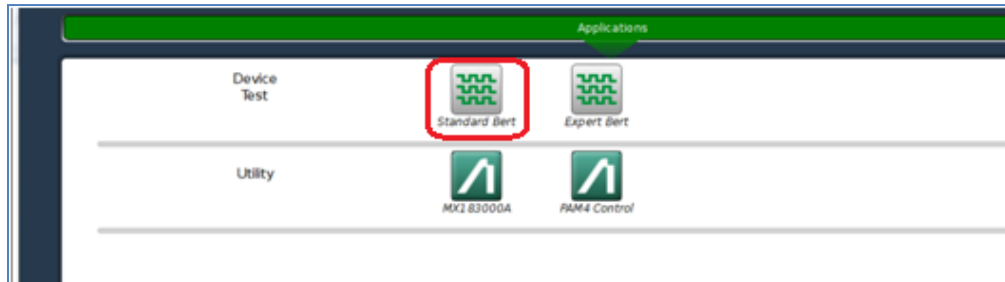 Applications
Device
Test
Standard Bert
Expert Bert
Utility
MX183000A
PAM4 Control